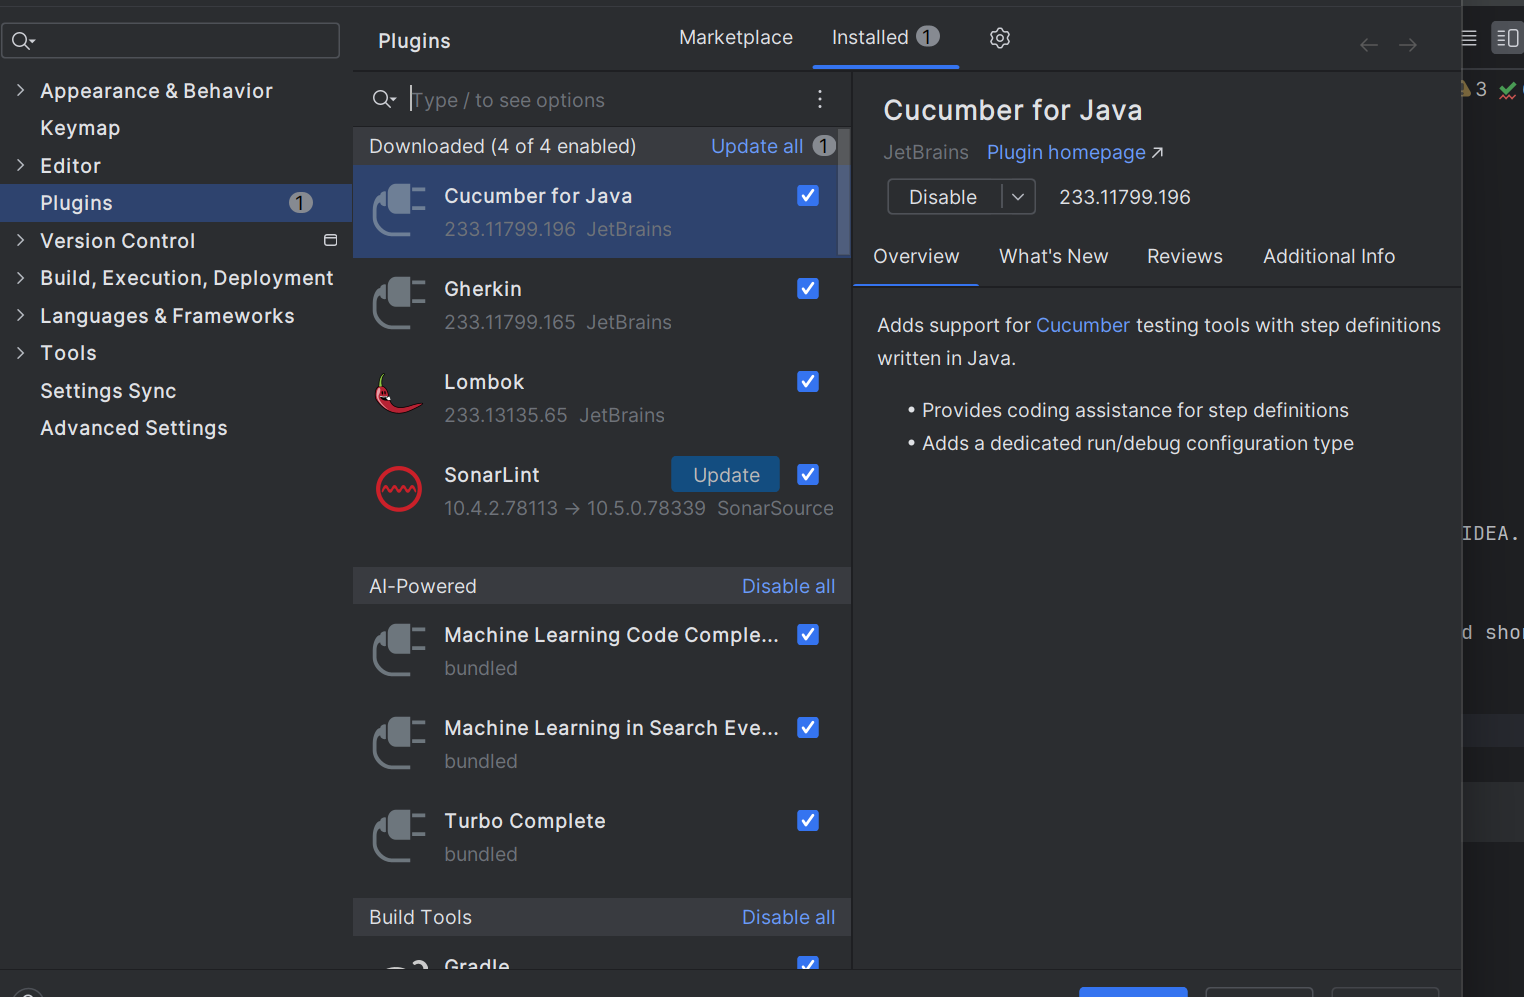 Plugins
Marketplace
Installed 1
Appearance & Behavior
Keymap
Editor
Plugins 1
Version Control
Build, Execution, Deployment
Languages & Frameworks
Tools
Settings Sync
Advanced Settings
Type / to see options
Downloaded (4 of 4 enabled) Update all 1
Cucumber for Java
233.11799.196 JetBrains
Gherkin
233.11799.165 JetBrains
Lombok
233.13135.65 JetBrains
SonarLint Update
10.4.2.78113 → 10.5.0.78339 SonarSource
AI-Powered Disable all
Machine Learning Code Comple...
bundled
Machine Learning in Search Eve...
bundled
Turbo Complete
bundled
Build Tools Disable all
Gradle
Cucumber for Java
JetBrains Plugin homepage ↗
Disable 233.11799.196
Overview What's New Reviews Additional Info
Adds support for Cucumber testing tools with step definitions
written in Java.
• Provides coding assistance for step definitions
• Adds a dedicated run/debug configuration type
3
IDEA.